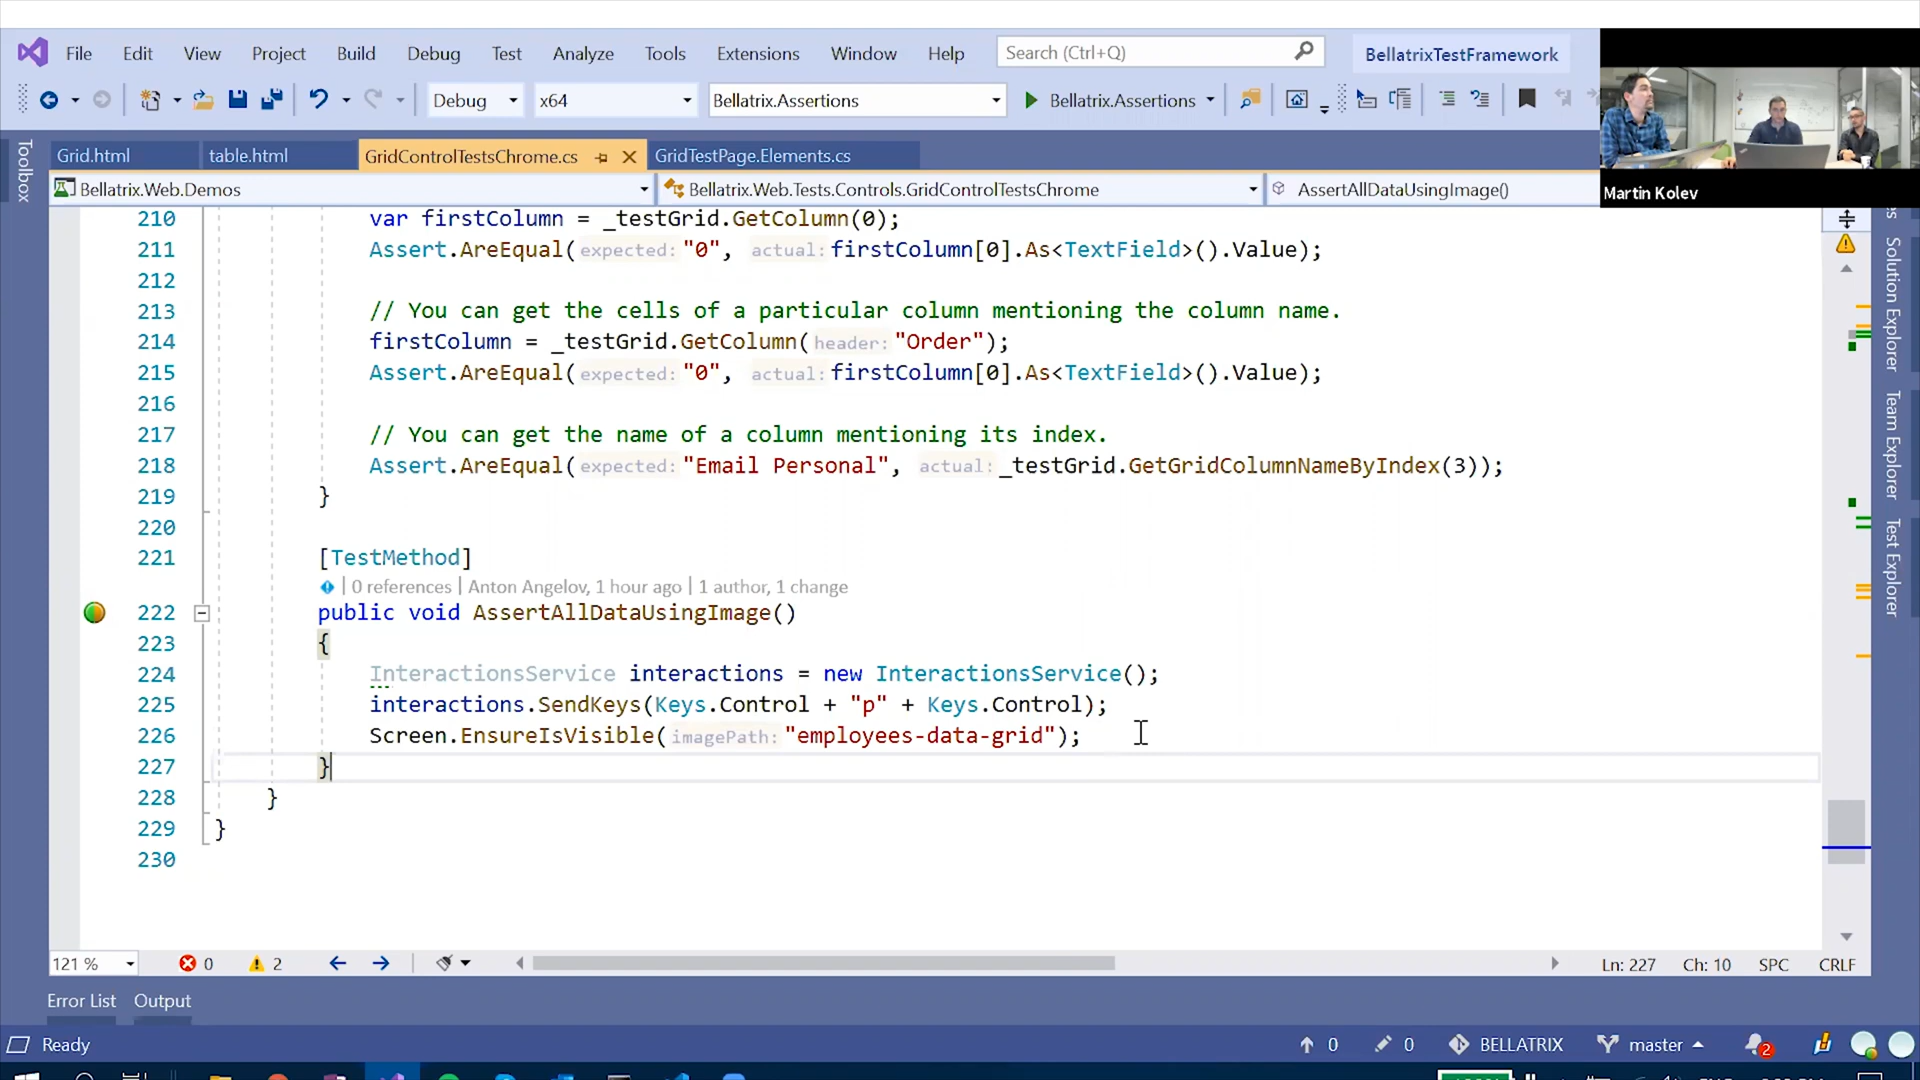 File Edit View Project Build Debug Test Analyze Tools Extensions Window Help Search (Ctrl+Q) BellatrixTestFramework
Debug x64 Bellatrix.Assertions Bellatrix.Assertions
Toolbox
Grid.html table.html GridControlTestsChrome.cs GridTestPage.Elements.cs
Bellatrix.Web.Demos Bellatrix.Web.Tests.Controls.GridControlTestsChrome AssertAllDataUsingImage()
Martin Kolev
210 var firstColumn = _testGrid.GetColumn(0);
211 Assert.AreEqual(expected: "0", actual: firstColumn[0].As<TextField>().Value);
212
213 // You can get the cells of a particular column mentioning the column name.
214 firstColumn = _testGrid.GetColumn(header: "Order");
215 Assert.AreEqual(expected: "0", actual: firstColumn[0].As<TextField>().Value);
216
217 // You can get the name of a column mentioning its index.
218 Assert.AreEqual(expected: "Email Personal", actual: _testGrid.GetGridColumnNameByIndex(3));
219 }
220
221 [TestMethod]
0 references | Anton Angelov, 1 hour ago | 1 author, 1 change
222 public void AssertAllDataUsingImage()
223 {
224 InteractionsService interactions = new InteractionsService();
225 interactions.SendKeys(Keys.Control + "p" + Keys.Control);
226 Screen.EnsureIsVisible(imagePath: "employees-data-grid");
227 }
228 }
229 }
230
Solution Explorer
Team Explorer
Test Explorer
121 % 0 2 Ln: 227 Ch: 10 SPC CRLF
Error List Output
Ready 0 0 BELLATRIX master 2